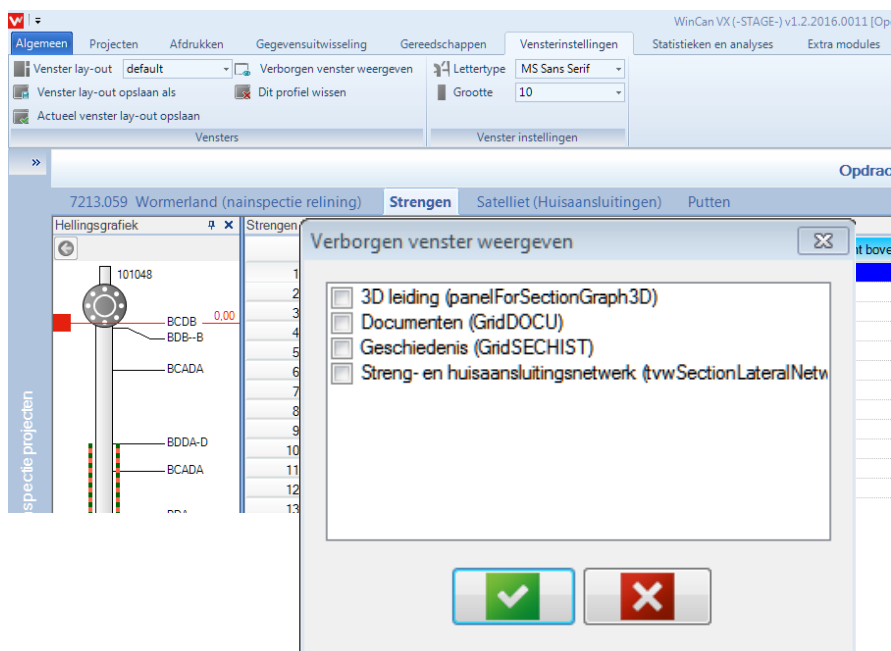 WinCan VX (-STAGE-) v1.2.2016.0011 [Op
Algemeen Projecten Afdrukken Gegevensuitwisseling Gereedschappen Vensterinstellingen Statistieken en analyses Extra modules
Venster lay-out default Verborgen venster weergeven Lettertype MS Sans Serif
Venster lay-out opslaan als Dit profiel wissen Grootte 10
Actueel venster lay-out opslaan
Vensters Venster instellingen
»
Opdrac
7213.059 Wormerland (nainspectie relining) Strengen Satelliet (Huisaansluitingen) Putten
Hellingsgrafiek Strengen
Verborgen venster weergeven
nt bove
101048
BCDB 0,00
BDB--B
BCADA
BDDA-D
BCADA
BDA
spectie projecten
1
2
3
4
5
6
7
8
9
10
11
12
13
3D leiding (panelForSectionGraph3D)
Documenten (GridDOCU)
Geschiedenis (GridSECHIST)
Streng- en huisaansluitingsnetwerk (tvwSectionLateralNetw